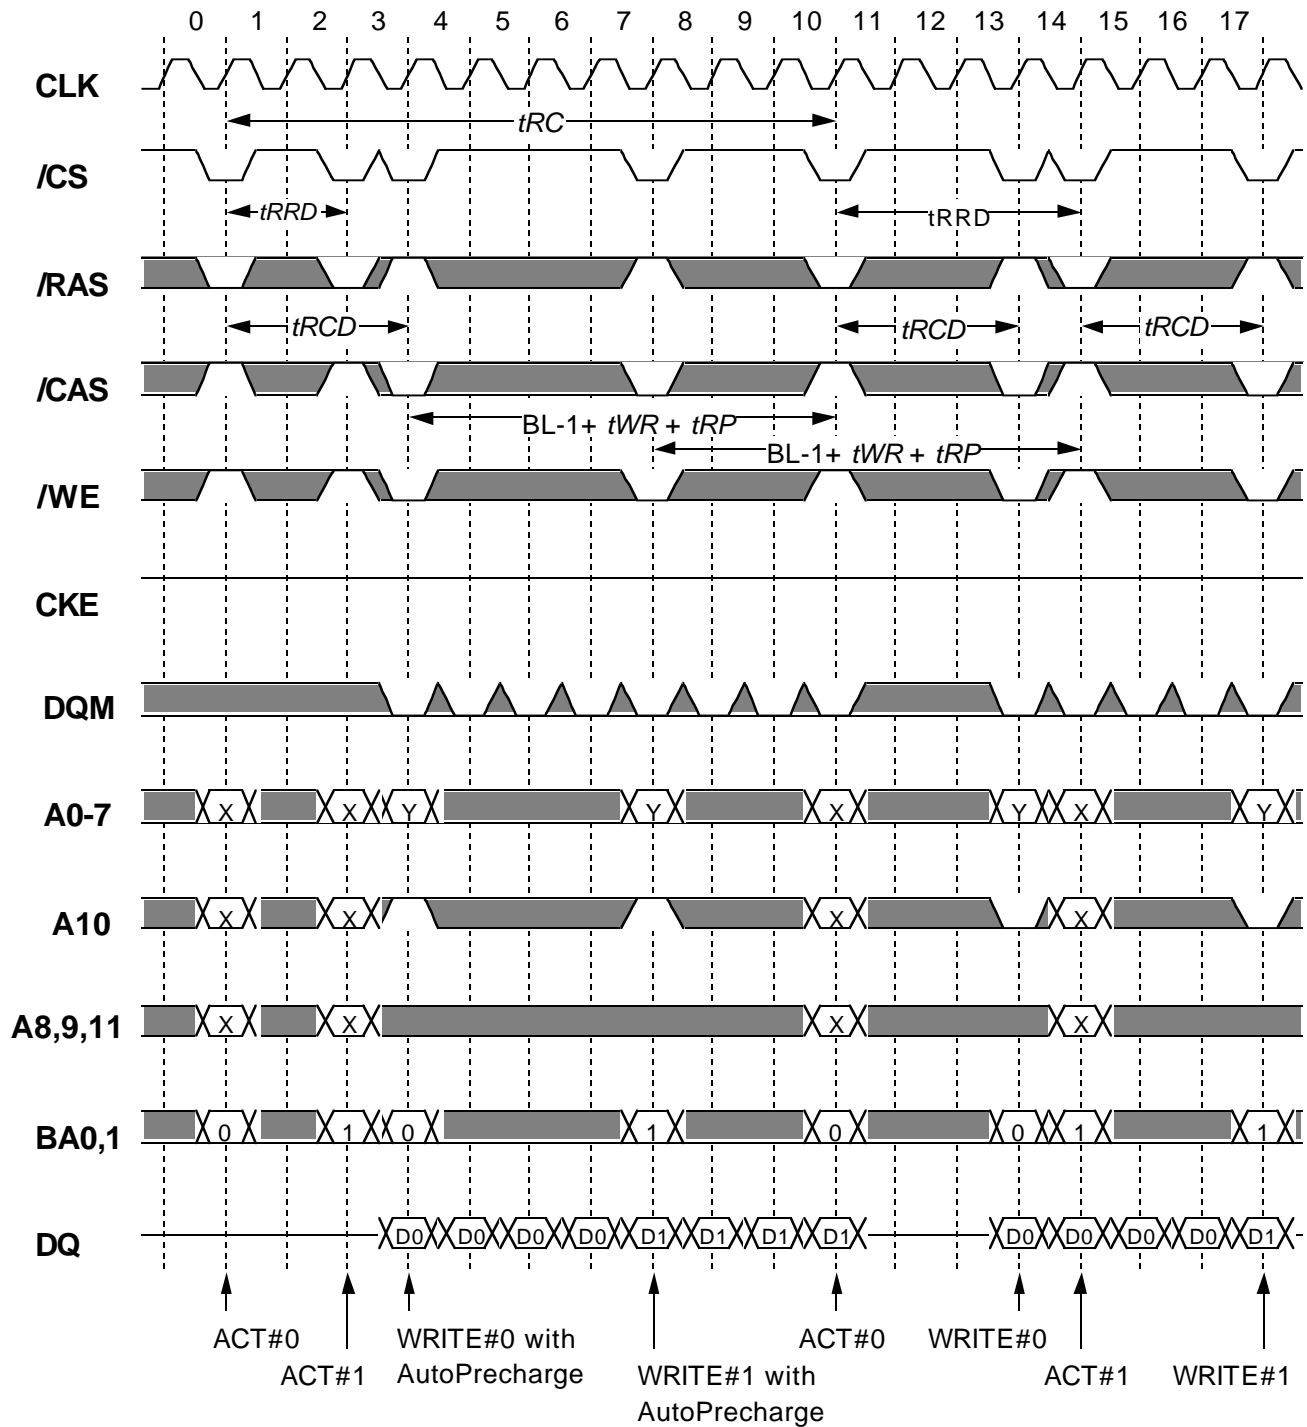 0 1 2 3 4 5 6 7 8 9 10 11 12 13 14 15 16 17
CLK
tRC
/CS
tRRD tRRD
/RAS
tRCD tRCD tRCD
/CAS
BL-1+ tWR + tRP
BL-1+ tWR + tRP
/WE
CKE
DQM
A0-7 X X Y Y X Y X Y
A10 X X X X
A8,9,11 X X X X
BA0,1 0 1 0 1 0 0 1 1
DQ D0 D0 D0 D0 D1 D1 D1 D1 D0 D0 D0 D0 D1
ACT#0 WRITE#0 with ACT#0 WRITE#0
ACT#1 AutoPrecharge WRITE#1 with ACT#1 WRITE#1
AutoPrecharge